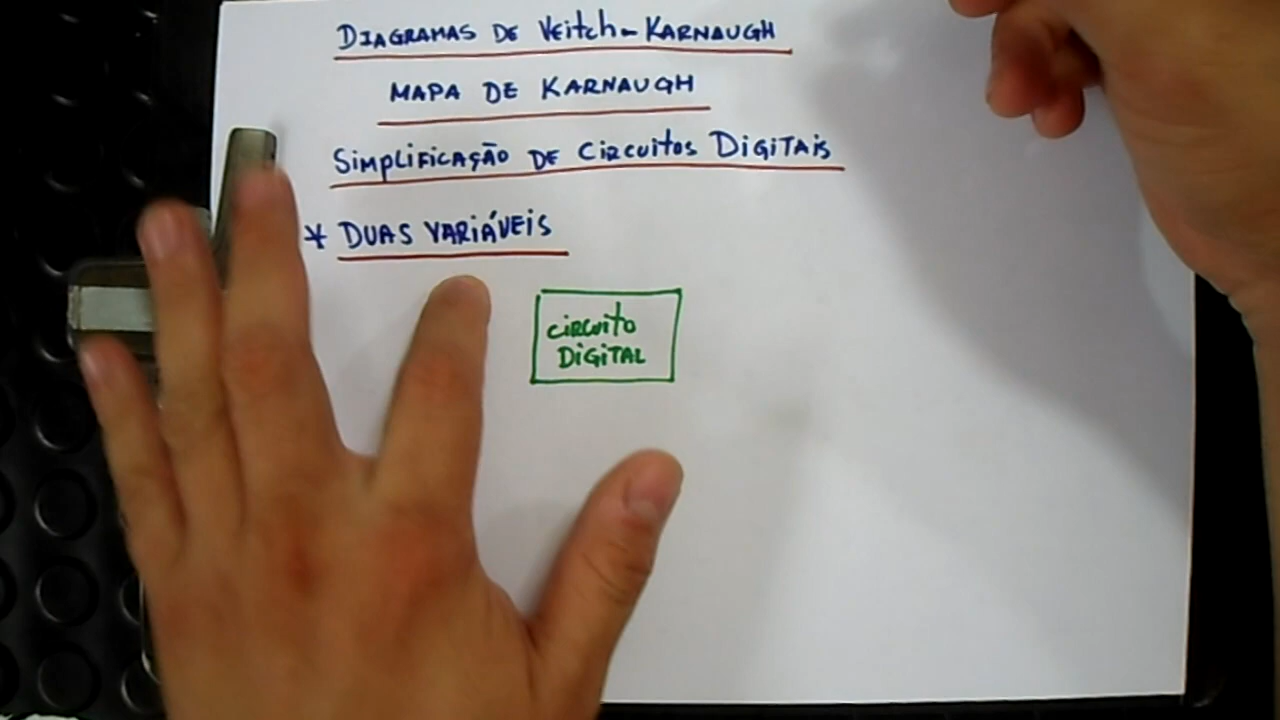 DIAGRAMAS DE Veitch-KARNAUGH
MAPA DE KARNAUGH
SIMPLIFICAÇÃO DE CIRCUITOS DIGITAIS
* DUAS VARIÁVEIS
CIRCUITO
DIGITAL